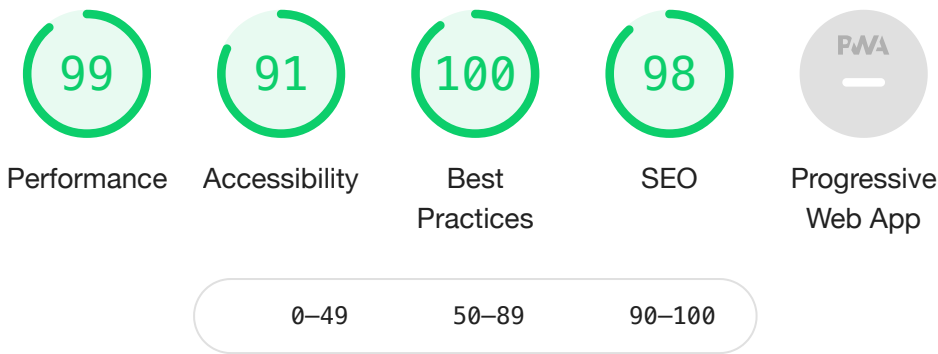 99 91 100 98 PWA
Performance Accessibility Best Practices SEO Progressive Web App
0–49 50–89 90–100